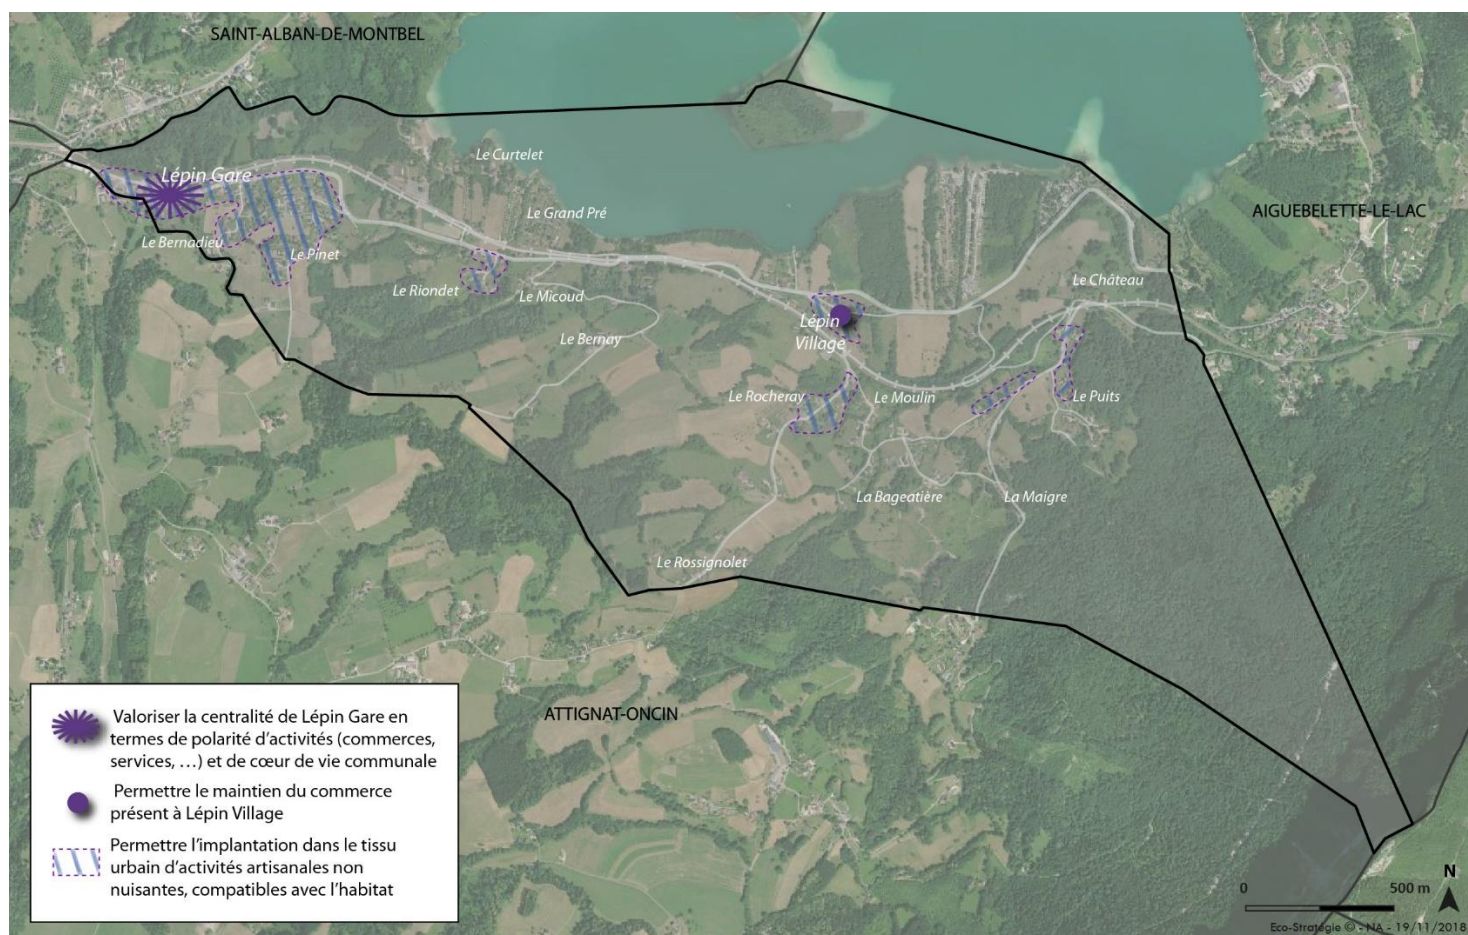 SAINT-ALBAN-DE-MONTBEL
Le Curtelet
Lépin Gare
AIGUEBELETTE-LE-LAC
Le Grand Pré
Le Bernadieu
Le Pinet
Le Château
Le Riondet
Le Micoud
Lépin
Village
Le Bernay
Le Rocheray
Le Moulin
Le Puits
La Bageatière
La Maigre
Le Rossignolet
ATTIGNAT-ONCIN
Valoriser la centralité de Lépin Gare en
termes de polarité d'activités (commerces,
services, …) et de cœur de vie communale
Permettre le maintien du commerce
présent à Lépin Village
Permettre l'implantation dans le tissu
urbain d'activités artisanales non
nuisantes, compatibles avec l'habitat
N
0 500 m
Eco-Stratégie © - NA - 19/11/2018